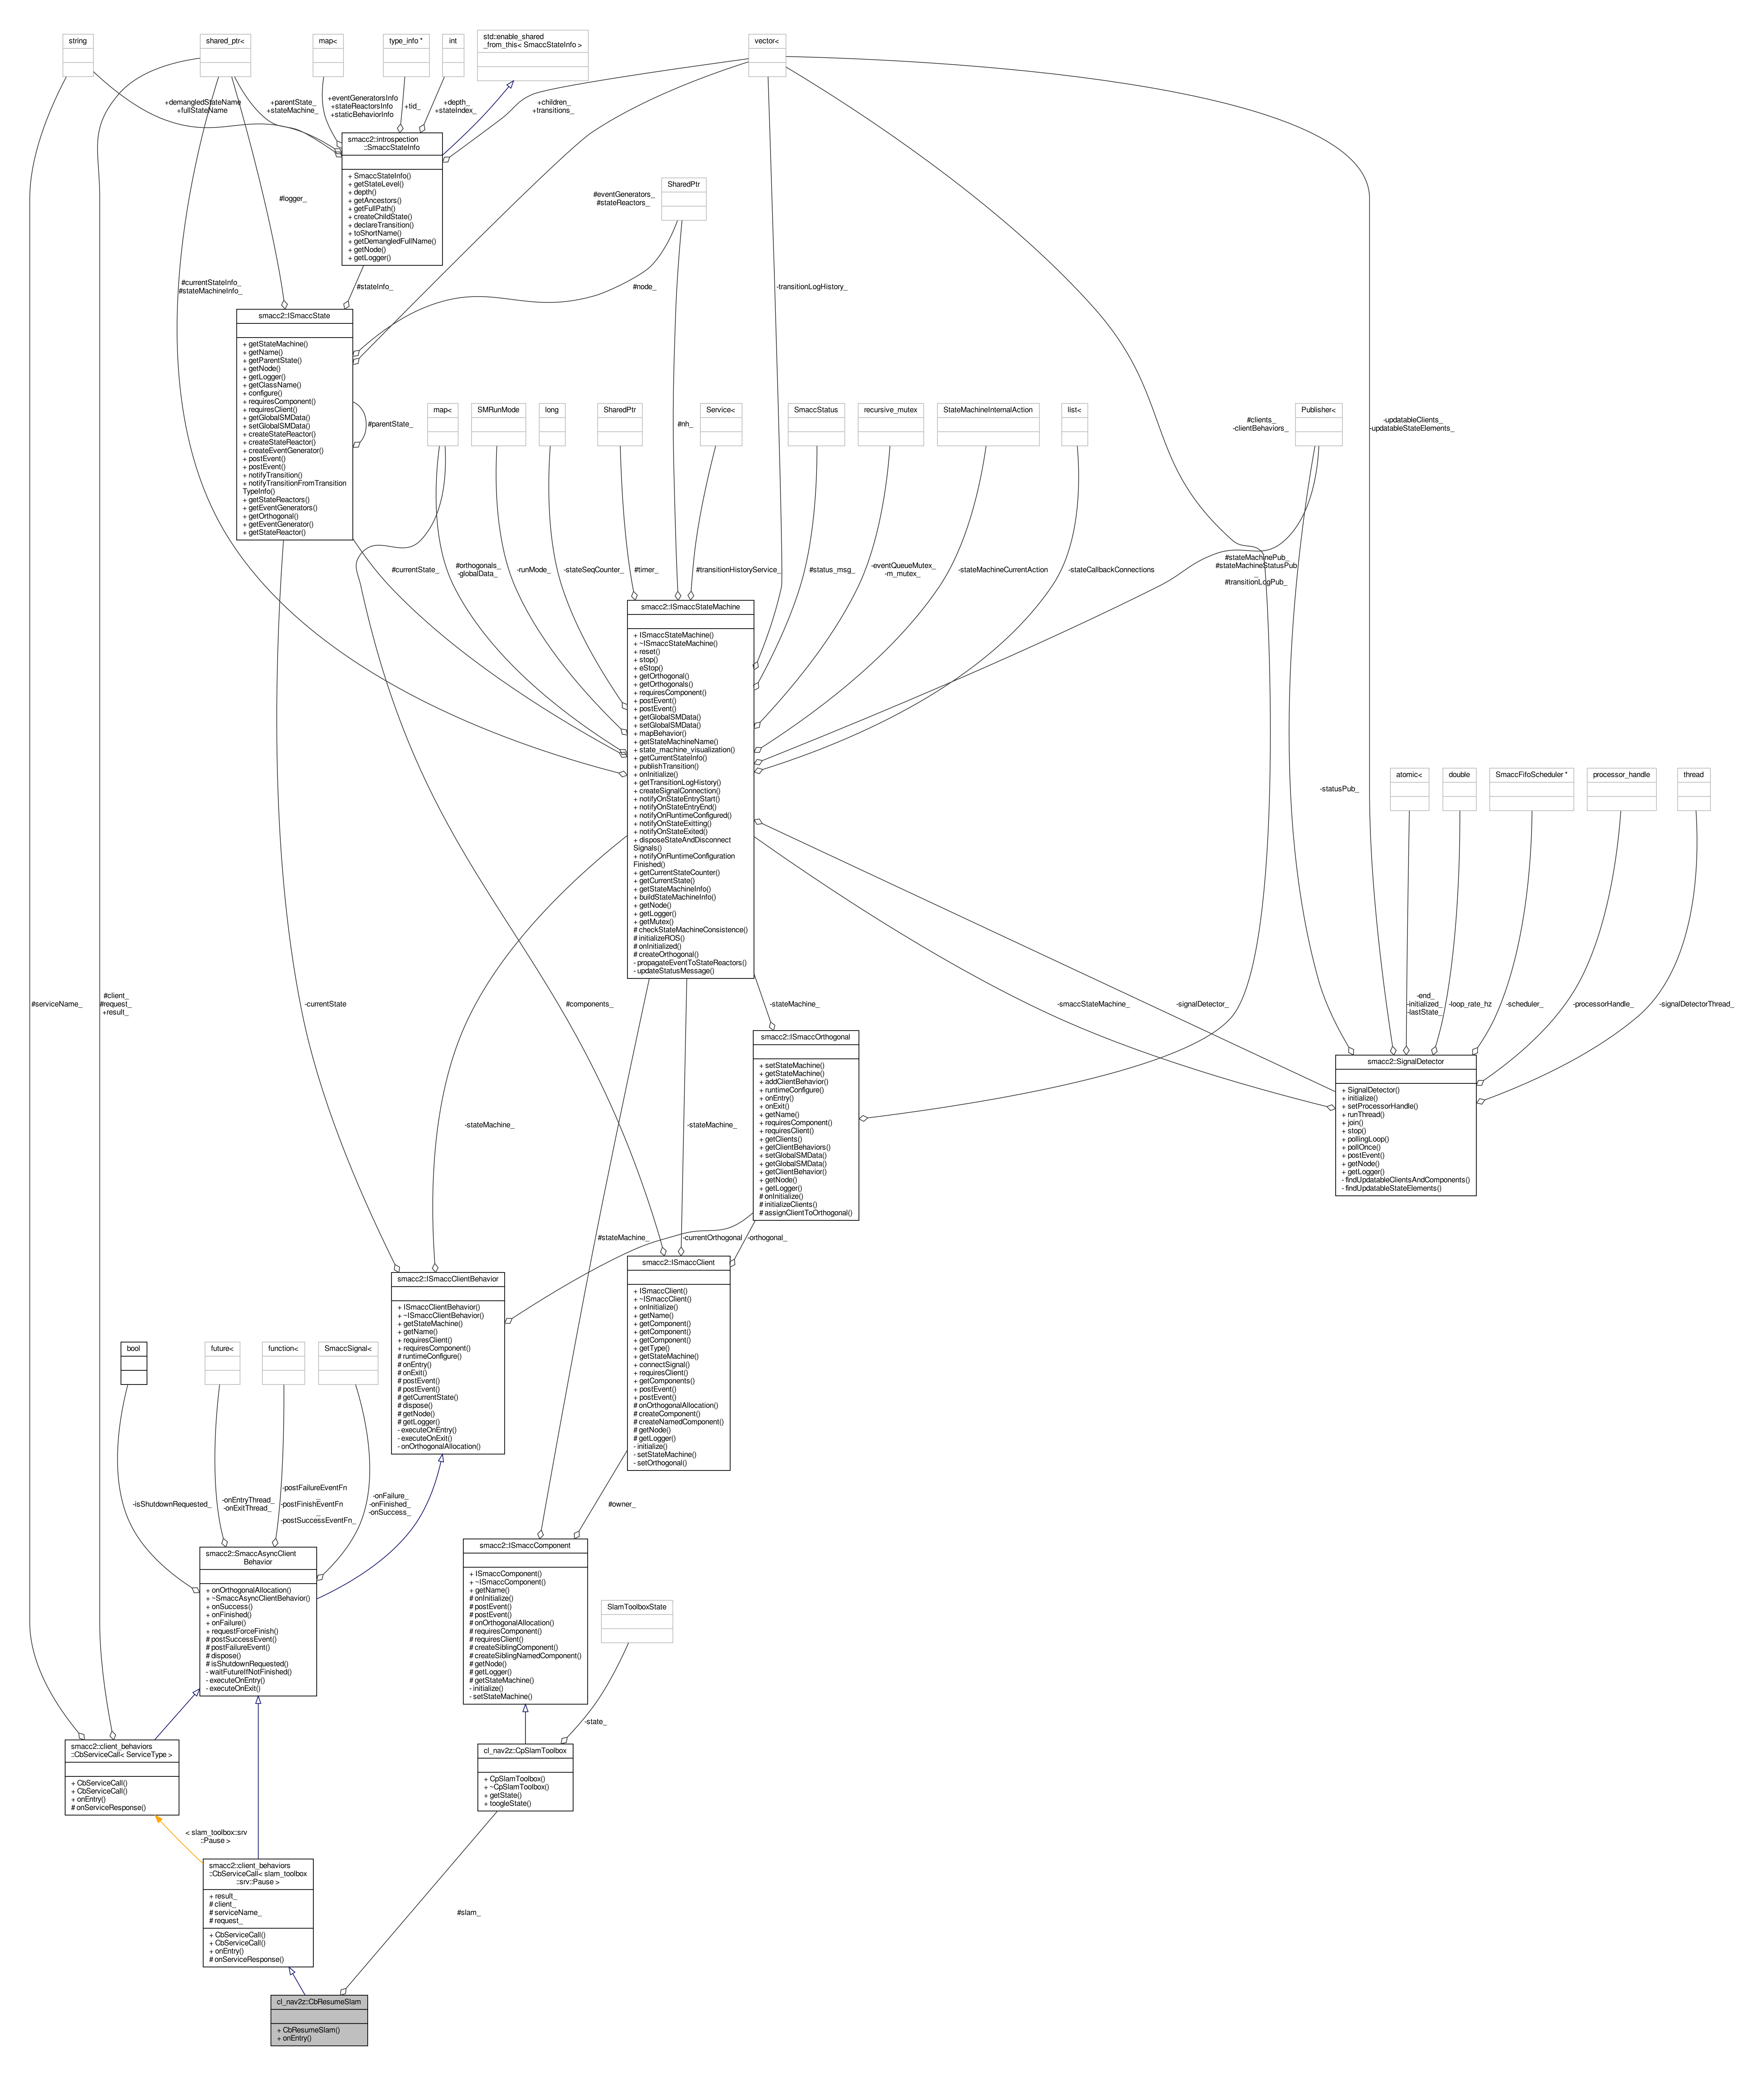 string
shared_ptr<
map<
type_info *
int
std::enable_shared
_from_this< SmaccStateInfo >
vector<
+demangledStateName
+fullStateName
+parentState_
+stateMachine_
+eventGeneratorsInfo
+stateReactorsInfo
+staticBehaviorInfo
+tid_
+depth_
+stateIndex_
+children_
+transitions_
smacc2::introspection
::SmaccStateInfo
+ SmaccStateInfo()
+ getStateLevel()
+ depth()
+ getAncestors()
+ getFullPath()
+ createChildState()
+ declareTransition()
+ toShortName()
+ getDemangledFullName()
+ getNode()
+ getLogger()
SharedPtr
#logger_
#eventGenerators_
#stateReactors_
#currentStateInfo_
#stateMachineInfo_
#stateInfo_
#node_
-transitionLogHistory_
smacc2::ISmaccState
+ getStateMachine()
+ getName()
+ getParentState()
+ getNode()
+ getLogger()
+ getClassName()
+ configure()
+ requiresComponent()
+ requiresClient()
+ getGlobalSMData()
+ setGlobalSMData()
+ createStateReactor()
+ createStateReactor()
+ createEventGenerator()
+ postEvent()
+ postEvent()
+ notifyTransition()
+ notifyTransitionFromTransition
TypeInfo()
+ getStateReactors()
+ getEventGenerators()
+ getOrthogonal()
+ getEventGenerator()
+ getStateReactor()
#parentState_
map<
SMRunMode
long
SharedPtr
#nh_
Service<
SmaccStatus
recursive_mutex
StateMachineInternalAction
list<
#clients_
-clientBehaviors_
Publisher<
-updatableClients_
-updatableStateElements_
#currentState_
#orthogonals_
-globalData_
-runMode_
-stateSeqCounter_
#timer_
#transitionHistoryService_
#status_msg_
-eventQueueMutex_
-m_mutex_
-stateMachineCurrentAction
-stateCallbackConnections
#stateMachinePub_
#stateMachineStatusPub
_
#transitionLogPub_
smacc2::ISmaccStateMachine
+ ISmaccStateMachine()
+ ~ISmaccStateMachine()
+ reset()
+ stop()
+ eStop()
+ getOrthogonal()
+ getOrthogonals()
+ requiresComponent()
+ postEvent()
+ postEvent()
+ getGlobalSMData()
+ setGlobalSMData()
+ mapBehavior()
+ getStateMachineName()
+ state_machine_visualization()
+ getCurrentStateInfo()
+ publishTransition()
+ onInitialize()
+ getTransitionLogHistory()
+ createSignalConnection()
+ notifyOnStateEntryStart()
+ notifyOnStateEntryEnd()
+ notifyOnRuntimeConfigured()
+ notifyOnStateExitting()
+ notifyOnStateExited()
+ disposeStateAndDisconnect
Signals()
+ notifyOnRuntimeConfiguration
Finished()
+ getCurrentStateCounter()
+ getCurrentState()
+ getStateMachineInfo()
+ buildStateMachineInfo()
+ getNode()
+ getLogger()
+ getMutex()
# checkStateMachineConsistence()
# initializeROS()
# onInitialized()
# createOrthogonal()
- propagateEventToStateReactors()
- updateStatusMessage()
-statusPub_
atomic<
double
SmaccFifoScheduler *
processor_handle
thread
#serviceName_
#client_
#request_
+result_
-currentState
#components_
-stateMachine_
-smaccStateMachine_
-signalDetector_
-end_
-initialized_
-lastState_
-loop_rate_hz
-scheduler_
-processorHandle_
-signalDetectorThread_
smacc2::ISmaccOrthogonal
+ setStateMachine()
+ getStateMachine()
+ addClientBehavior()
+ runtimeConfigure()
+ onEntry()
+ onExit()
+ getName()
+ requiresComponent()
+ requiresClient()
+ getClients()
+ getClientBehaviors()
+ setGlobalSMData()
+ getGlobalSMData()
+ getClientBehavior()
+ getNode()
+ getLogger()
# onInitialize()
# initializeClients()
# assignClientToOrthogonal()
smacc2::SignalDetector
+ SignalDetector()
+ initialize()
+ setProcessorHandle()
+ runThread()
+ join()
+ stop()
+ pollingLoop()
+ pollOnce()
+ postEvent()
+ getNode()
+ getLogger()
- findUpdatableClientsAndComponents()
- findUpdatableStateElements()
-stateMachine_
-stateMachine_
#stateMachine_
-currentOrthogonal
-orthogonal_
smacc2::ISmaccClientBehavior
+ ISmaccClientBehavior()
+ ~ISmaccClientBehavior()
+ getStateMachine()
+ getName()
+ requiresClient()
+ requiresComponent()
# runtimeConfigure()
# onEntry()
# onExit()
# postEvent()
# postEvent()
# getCurrentState()
# dispose()
# getNode()
# getLogger()
- executeOnEntry()
- executeOnExit()
- onOrthogonalAllocation()
smacc2::ISmaccClient
+ ISmaccClient()
+ ~ISmaccClient()
+ onInitialize()
+ getName()
+ getComponent()
+ getComponent()
+ getComponent()
+ getType()
+ getStateMachine()
+ connectSignal()
+ requiresClient()
+ getComponents()
+ postEvent()
+ postEvent()
# onOrthogonalAllocation()
# createComponent()
# createNamedComponent()
# getNode()
# getLogger()
- initialize()
- setStateMachine()
- setOrthogonal()
bool
future<
function<
SmaccSignal<
-isShutdownRequested_
-onEntryThread_
-onExitThread_
-postFailureEventFn
_
-postFinishEventFn
_
-postSuccessEventFn_
-onFailure_
-onFinished_
-onSuccess_
#owner_
smacc2::SmaccAsyncClient
Behavior
+ onOrthogonalAllocation()
+ ~SmaccAsyncClientBehavior()
+ onSuccess()
+ onFinished()
+ onFailure()
+ requestForceFinish()
# postSuccessEvent()
# postFailureEvent()
# dispose()
# isShutdownRequested()
- waitFutureIfNotFinished()
- executeOnEntry()
- executeOnExit()
smacc2::ISmaccComponent
+ ISmaccComponent()
+ ~ISmaccComponent()
+ getName()
# onInitialize()
# postEvent()
# postEvent()
# onOrthogonalAllocation()
# requiresComponent()
# requiresClient()
# createSiblingComponent()
# createSiblingNamedComponent()
# getNode()
# getLogger()
# getStateMachine()
- initialize()
- setStateMachine()
SlamToolboxState
-state_
smacc2::client_behaviors
::CbServiceCall< ServiceType >
+ CbServiceCall()
+ CbServiceCall()
+ onEntry()
# onServiceResponse()
cl_nav2z::CpSlamToolbox
+ CpSlamToolbox()
+ ~CpSlamToolbox()
+ getState()
+ toogleState()
< slam_toolbox::srv
::Pause >
smacc2::client_behaviors
::CbServiceCall< slam_toolbox
::srv::Pause >
+ result_
# client_
# serviceName_
# request_
+ CbServiceCall()
+ CbServiceCall()
+ onEntry()
# onServiceResponse()
#slam_
cl_nav2z::CbResumeSlam
+ CbResumeSlam()
+ onEntry()